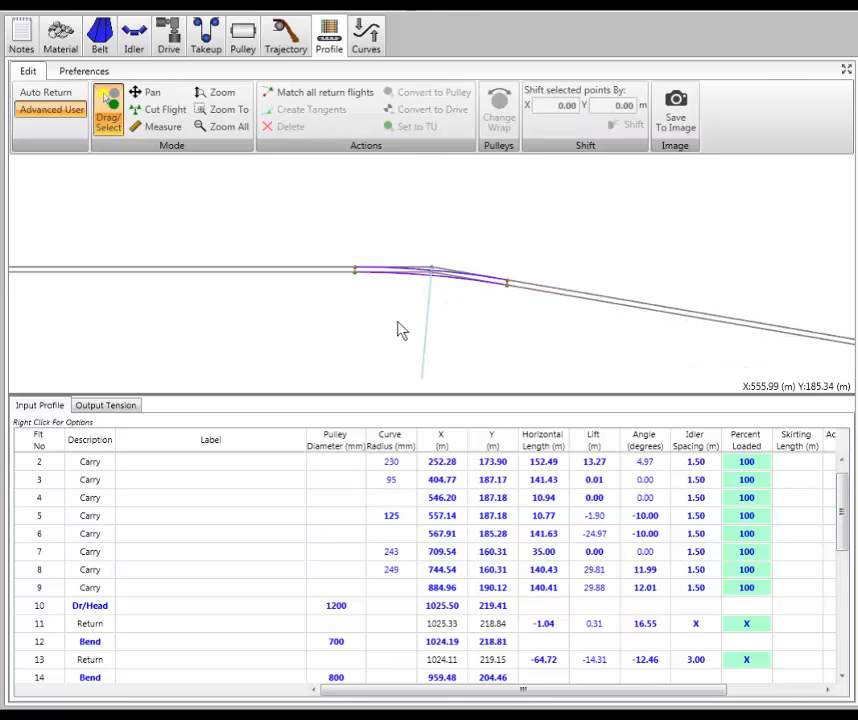 Notes Material Belt Idler Drive Takeup Pulley Trajectory Profile Curves
Edit Preferences
Auto Return
Advanced User
Drag/
Select
Pan
Cut Flight
Measure
Zoom
Zoom To
Zoom All
Mode
Match all return flights
Create Tangents
Delete
Convert to Pulley
Convert to Drive
Set to TU
Actions
Change
Wrap
Pulleys
Shift selected points By:
X 0.00 Y 0.00 m
Shift
Shift
Save
To Image
Image
X:555.99 (m) Y:185.34 (m)
Input Profile Output Tension
Right Click For Options
Flt No Description Label Pulley Diameter (mm) Curve Radius (mm) X (m) Y (m) Horizontal Length (m) Lift (m) Angle (degrees) Idler Spacing (m) Percent Loaded Skirting Length (m) Ac
2 Carry 230 252.28 173.90 152.49 13.27 4.97 1.50 100
3 Carry 95 404.77 187.17 141.43 0.01 0.00 1.50 100
4 Carry 546.20 187.18 10.94 0.00 0.00 1.50 100
5 Carry 125 557.14 187.18 10.77 -1.90 -10.00 1.50 100
6 Carry 567.91 185.28 141.63 -24.97 -10.00 1.50 100
7 Carry 243 709.54 160.31 35.00 0.00 0.00 1.50 100
8 Carry 249 744.54 160.31 140.43 29.81 11.99 1.50 100
9 Carry 884.96 190.12 140.41 29.88 12.01 1.50 100
10 Dr/Head 1200 1025.50 219.41
11 Return 1025.33 218.84 -1.04 0.31 16.55 X X
12 Bend 700 1024.19 218.81
13 Return 1024.11 219.15 -64.72 -14.31 -12.46 3.00 X
14 Bend 800 959.48 204.46